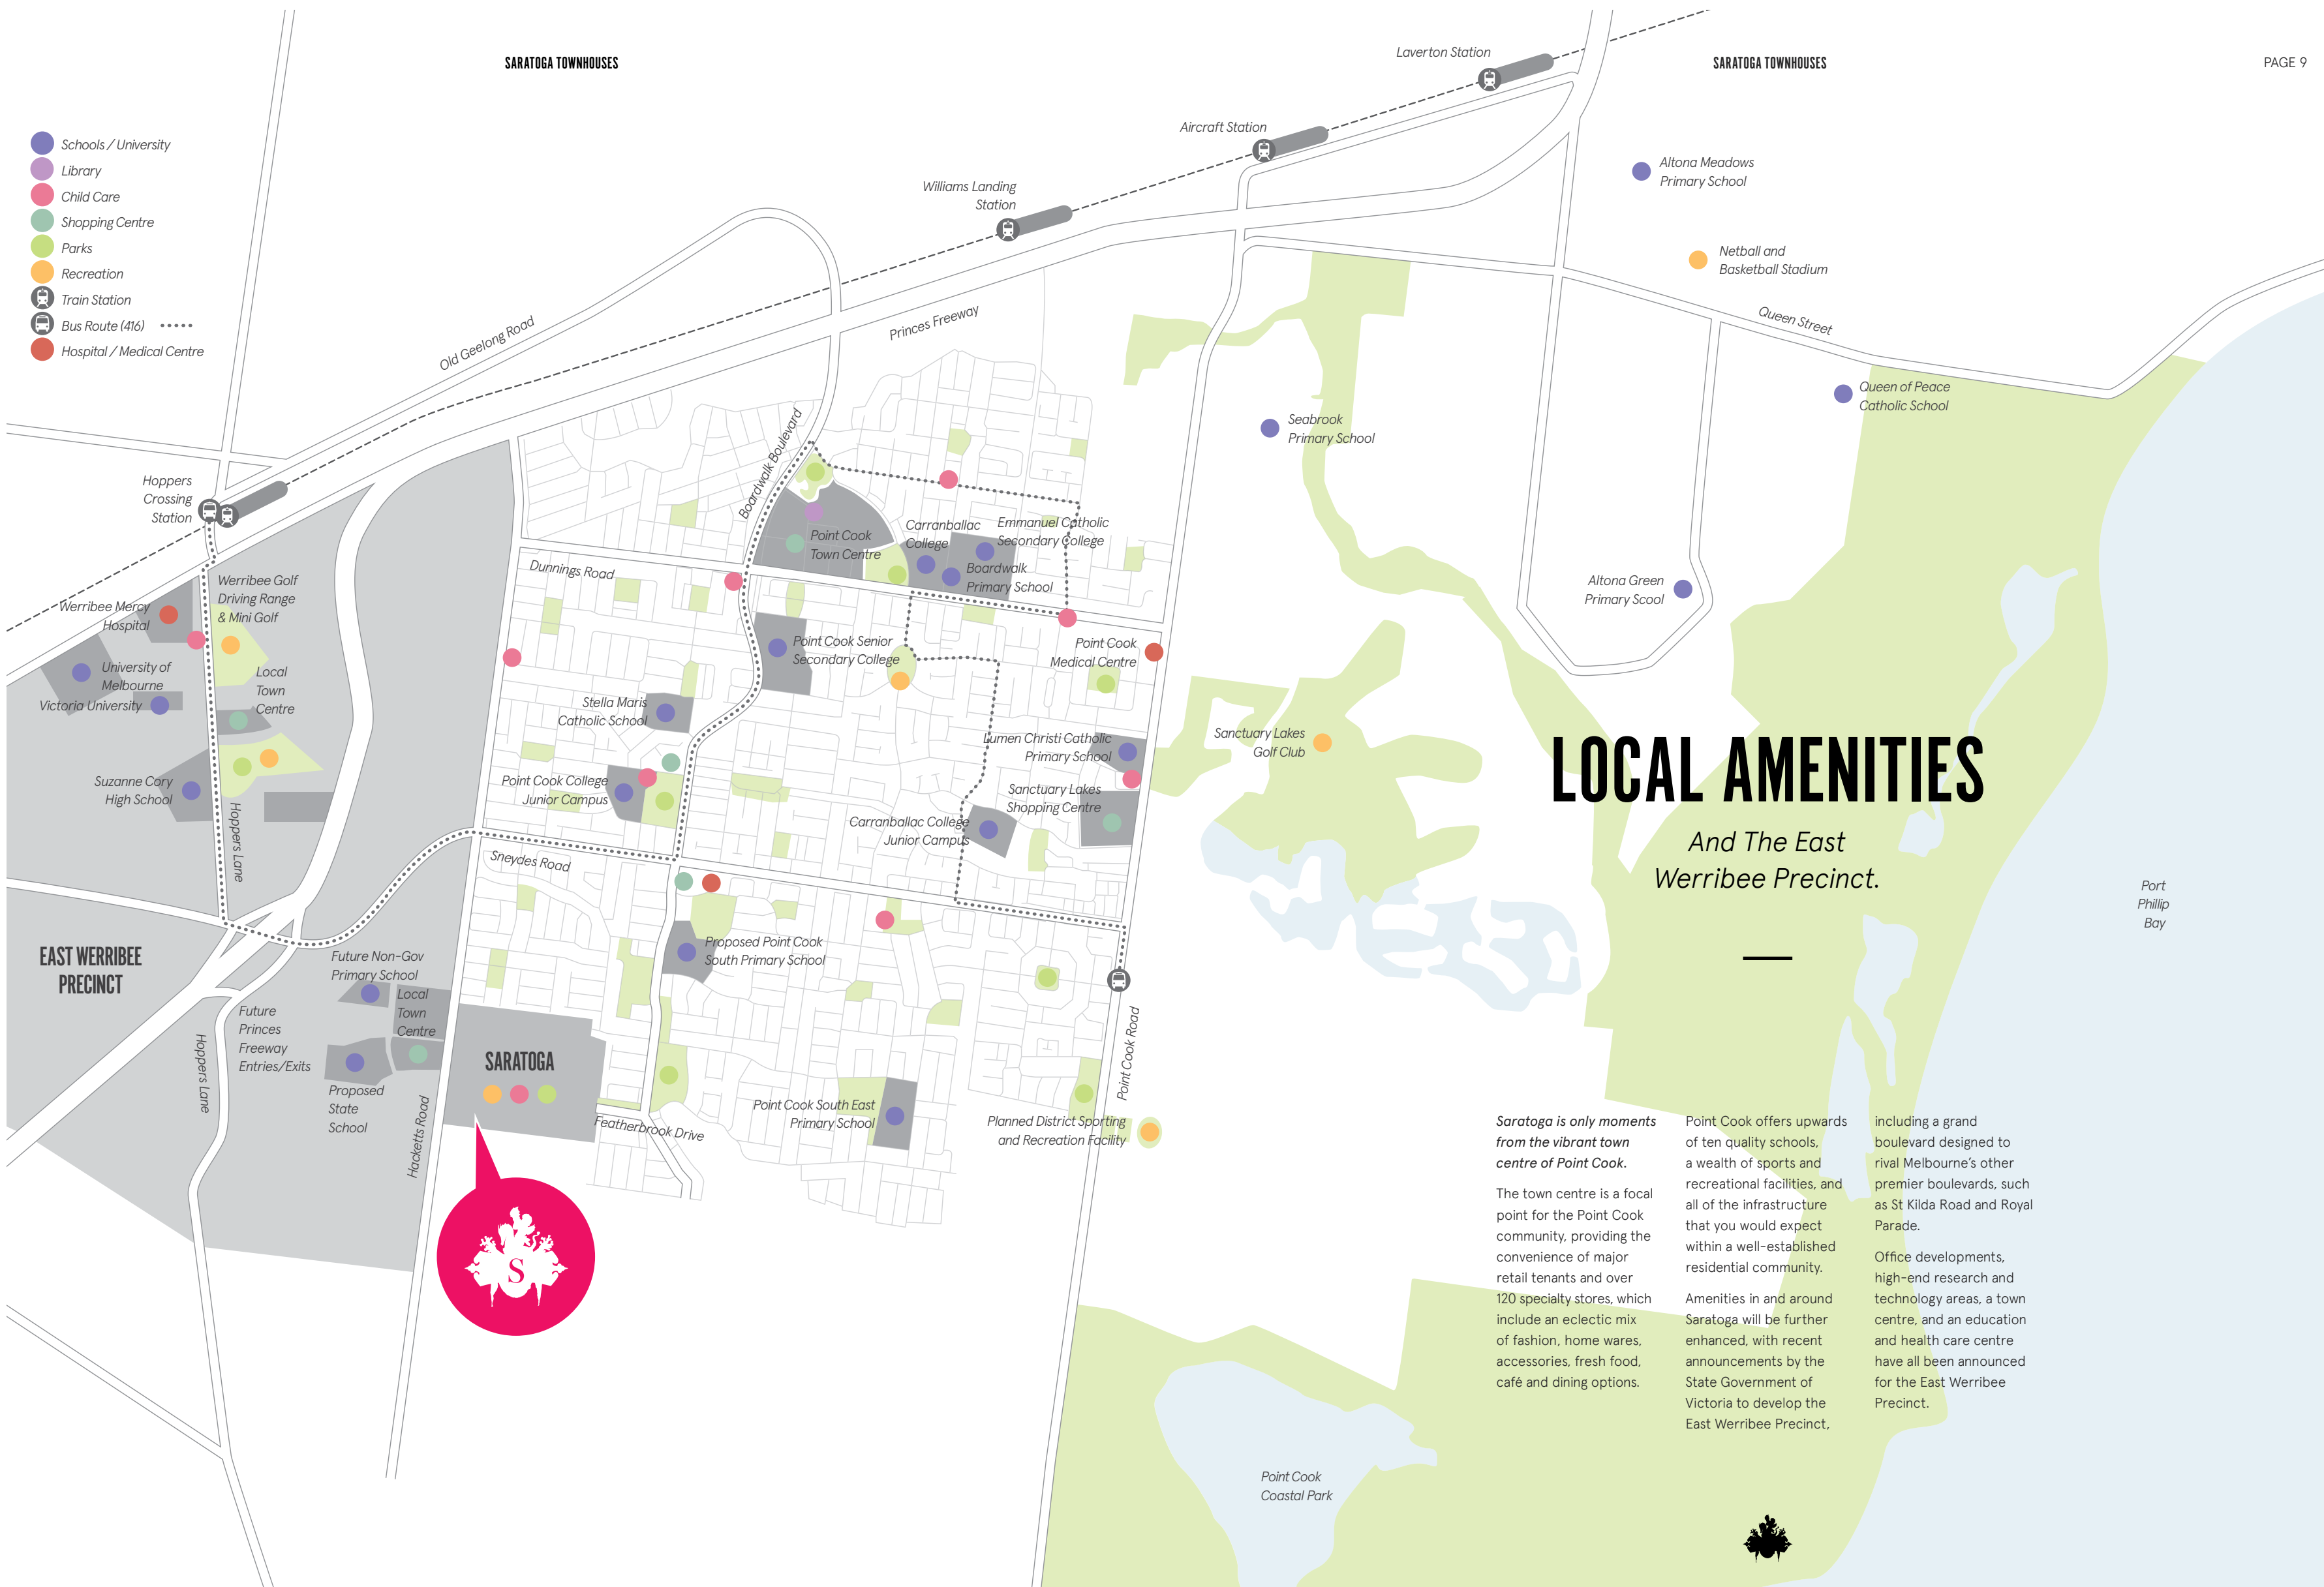 SARATOGA TOWNHOUSES
SARATOGA TOWNHOUSES
PAGE 9
Schools / University
Library
Child Care
Shopping Centre
Parks
Recreation
Train Station
Bus Route (416)
Hospital / Medical Centre
Laverton Station
Aircraft Station
Williams Landing
Station
Altona Meadows
Primary School
Netball and
Basketball Stadium
Queen Street
Old Geelong Road
Princes Freeway
Queen of Peace
Catholic School
Seabrook
Primary School
Boardwalk Boulevard
Hoppers
Crossing
Station
Point Cook
Town Centre
Carranballac
College
Emmanuel Catholic
Secondary College
Boardwalk
Primary School
Dunnings Road
Altona Green
Primary Scool
Werribee Golf
Driving Range
& Mini Golf
Werribee Mercy
Hospital
University of
Melbourne
Victoria University
Local
Town
Centre
Point Cook Senior
Secondary College
Point Cook
Medical Centre
Stella Maris
Catholic School
Lumen Christi Catholic
Primary School
Sanctuary Lakes
Golf Club
Suzanne Cory
High School
Hoppers Lane
Point Cook College
Junior Campus
Sanctuary Lakes
Shopping Centre
Carranballac College
Junior Campus
Sneydes Road
LOCAL AMENITIES
And The East
Werribee Precinct.
Port
Phillip
Bay
EAST WERRIBEE
PRECINCT
Future Non-Gov
Primary School
Local
Town
Centre
Proposed Point Cook
South Primary School
Future
Princes
Freeway
Entries/Exits
Hoppers Lane
Proposed
State
School
Hacketts Road
SARATOGA
Featherbrook Drive
Point Cook South East
Primary School
Point Cook Road
Planned District Sporting
and Recreation Facility
S
Saratoga is only moments
from the vibrant town
centre of Point Cook.
The town centre is a focal
point for the Point Cook
community, providing the
convenience of major
retail tenants and over
120 specialty stores, which
include an eclectic mix
of fashion, home wares,
accessories, fresh food,
café and dining options.
Point Cook offers upwards
of ten quality schools,
a wealth of sports and
recreational facilities, and
all of the infrastructure
that you would expect
within a well-established
residential community.
Amenities in and around
Saratoga will be further
enhanced, with recent
announcements by the
State Government of
Victoria to develop the
East Werribee Precinct,
including a grand
boulevard designed to
rival Melbourne's other
premier boulevards, such
as St Kilda Road and Royal
Parade.
Office developments,
high-end research and
technology areas, a town
centre, and an education
and health care centre
have all been announced
for the East Werribee
Precinct.
Point Cook
Coastal Park